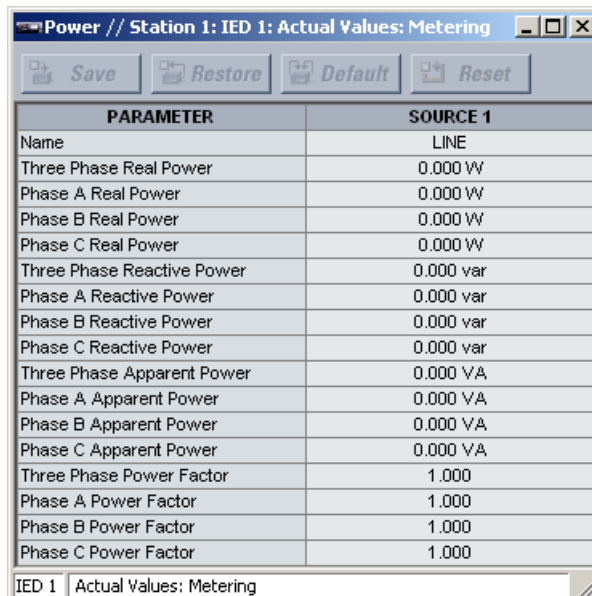 Power // Station 1: IED 1: Actual Values: Metering
Save Restore Default Reset
PARAMETER SOURCE 1
Name LINE
Three Phase Real Power 0.000 W
Phase A Real Power 0.000 W
Phase B Real Power 0.000 W
Phase C Real Power 0.000 W
Three Phase Reactive Power 0.000 var
Phase A Reactive Power 0.000 var
Phase B Reactive Power 0.000 var
Phase C Reactive Power 0.000 var
Three Phase Apparent Power 0.000 VA
Phase A Apparent Power 0.000 VA
Phase B Apparent Power 0.000 VA
Phase C Apparent Power 0.000 VA
Three Phase Power Factor 1.000
Phase A Power Factor 1.000
Phase B Power Factor 1.000
Phase C Power Factor 1.000
IED 1 Actual Values: Metering